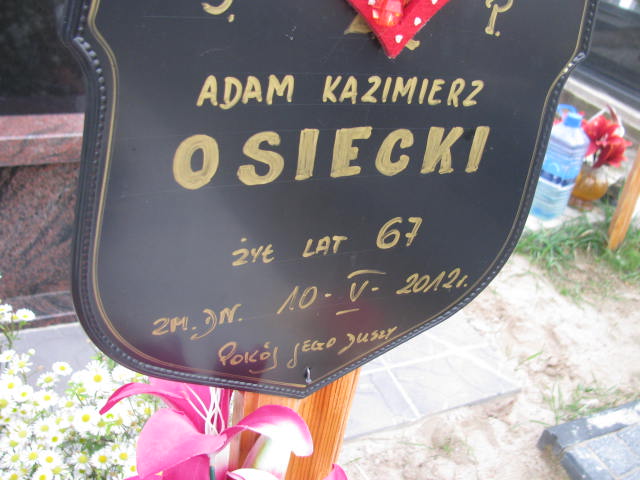 Ś. P.
ADAM KAZIMIERZ
OSIECKI
ŻYŁ LAT 67
ZM. DN. 10-V-2012r.
POKÓJ JEGO DUSZY